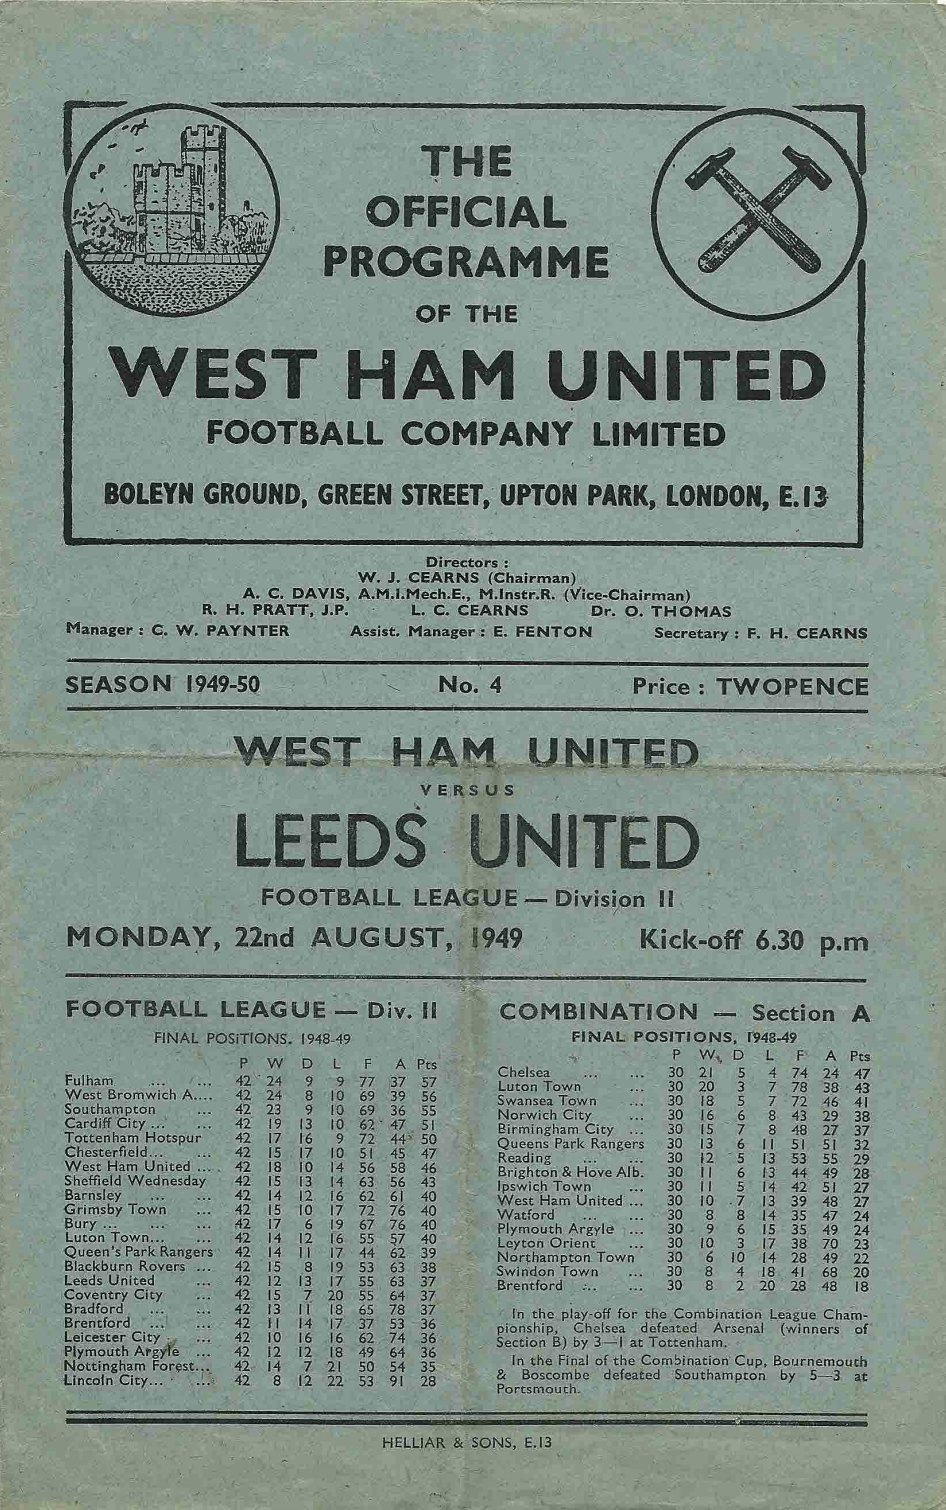 THE
OFFICIAL
PROGRAMME
OF THE
WEST HAM UNITED
FOOTBALL COMPANY LIMITED
BOLEYN GROUND, GREEN STREET, UPTON PARK, LONDON, E.13
Directors :
W. J. CEARNS (Chairman)
A. C. DAVIS, A.M.I.Mech.E., M.Instr.R. (Vice-Chairman)
R. H. PRATT, J.P. L. C. CEARNS Dr. O. THOMAS
Manager : C. W. PAYNTER Assist. Manager : E. FENTON Secretary : F. H. CEARNS
SEASON 1949-50 No. 4 Price : TWOPENCE
WEST HAM UNITED
VERSUS
LEEDS UNITED
FOOTBALL LEAGUE — Division II
MONDAY, 22nd AUGUST, 1949 Kick-off 6.30 p.m
FOOTBALL LEAGUE — Div. II
FINAL POSITIONS. 1948-49
P W D L F A Pts
Fulham ... ... 42 24 9 9 77 37 57
West Bromwich A.... 42 24 8 10 69 39 56
Southampton ... 42 23 9 10 69 36 55
Cardiff City ... ... 42 19 13 10 62 47 51
Tottenham Hotspur 42 17 16 9 72 44 50
Chesterfield... ... 42 15 17 10 51 45 47
West Ham United ... 42 18 10 14 56 58 46
Sheffield Wednesday 42 15 13 14 63 56 43
Barnsley ... ... 42 14 12 16 62 61 40
Grimsby Town ... 42 15 10 17 72 76 40
Bury ... ... ... 42 17 6 19 67 76 40
Luton Town... ... 42 14 12 16 55 57 40
Queen's Park Rangers 42 14 11 17 44 62 39
Blackburn Rovers ... 42 15 8 19 53 63 38
Leeds United ... 42 12 13 17 55 63 37
Coventry City ... 42 15 7 20 55 64 37
Bradford ... ... 42 13 11 18 65 78 37
Brentford ... ... 42 11 14 17 37 53 36
Leicester City ... 42 10 16 16 62 74 36
Plymouth Argyle ... 42 12 12 18 49 64 36
Nottingham Forest... 42 14 7 21 50 54 35
Lincoln City... ... 42 8 12 22 53 91 28
COMBINATION — Section A
FINAL POSITIONS, 1948-49
P W D L F A Pts
Chelsea ... ... 30 21 5 4 74 24 47
Luton Town ... 30 20 3 7 78 38 43
Swansea Town ... 30 18 5 7 72 46 41
Norwich City ... 30 16 6 8 43 29 38
Birmingham City ... 30 15 7 8 48 27 37
Queens Park Rangers 30 13 6 11 51 51 32
Reading ... ... 30 12 5 13 53 55 29
Brighton & Hove Alb. 30 11 6 13 44 49 28
Ipswich Town ... 30 11 5 14 42 51 27
West Ham United ... 30 10 7 13 39 48 27
Watford ... ... 30 8 8 14 35 47 24
Plymouth Argyle ... 30 9 6 15 35 49 24
Leyton Orient ... 30 10 3 17 38 70 23
Northampton Town 30 6 10 14 28 49 22
Swindon Town ... 30 8 4 18 41 68 20
Brentford ... ... 30 8 2 20 28 48 18
In the play-off for the Combination League Cham-
pionship, Chelsea defeated Arsenal (winners of
Section B) by 3—1 at Tottenham.
In the Final of the Combination Cup, Bournemouth
& Boscombe defeated Southampton by 5—3 at
Portsmouth.
HELLIAR & SONS, E.13